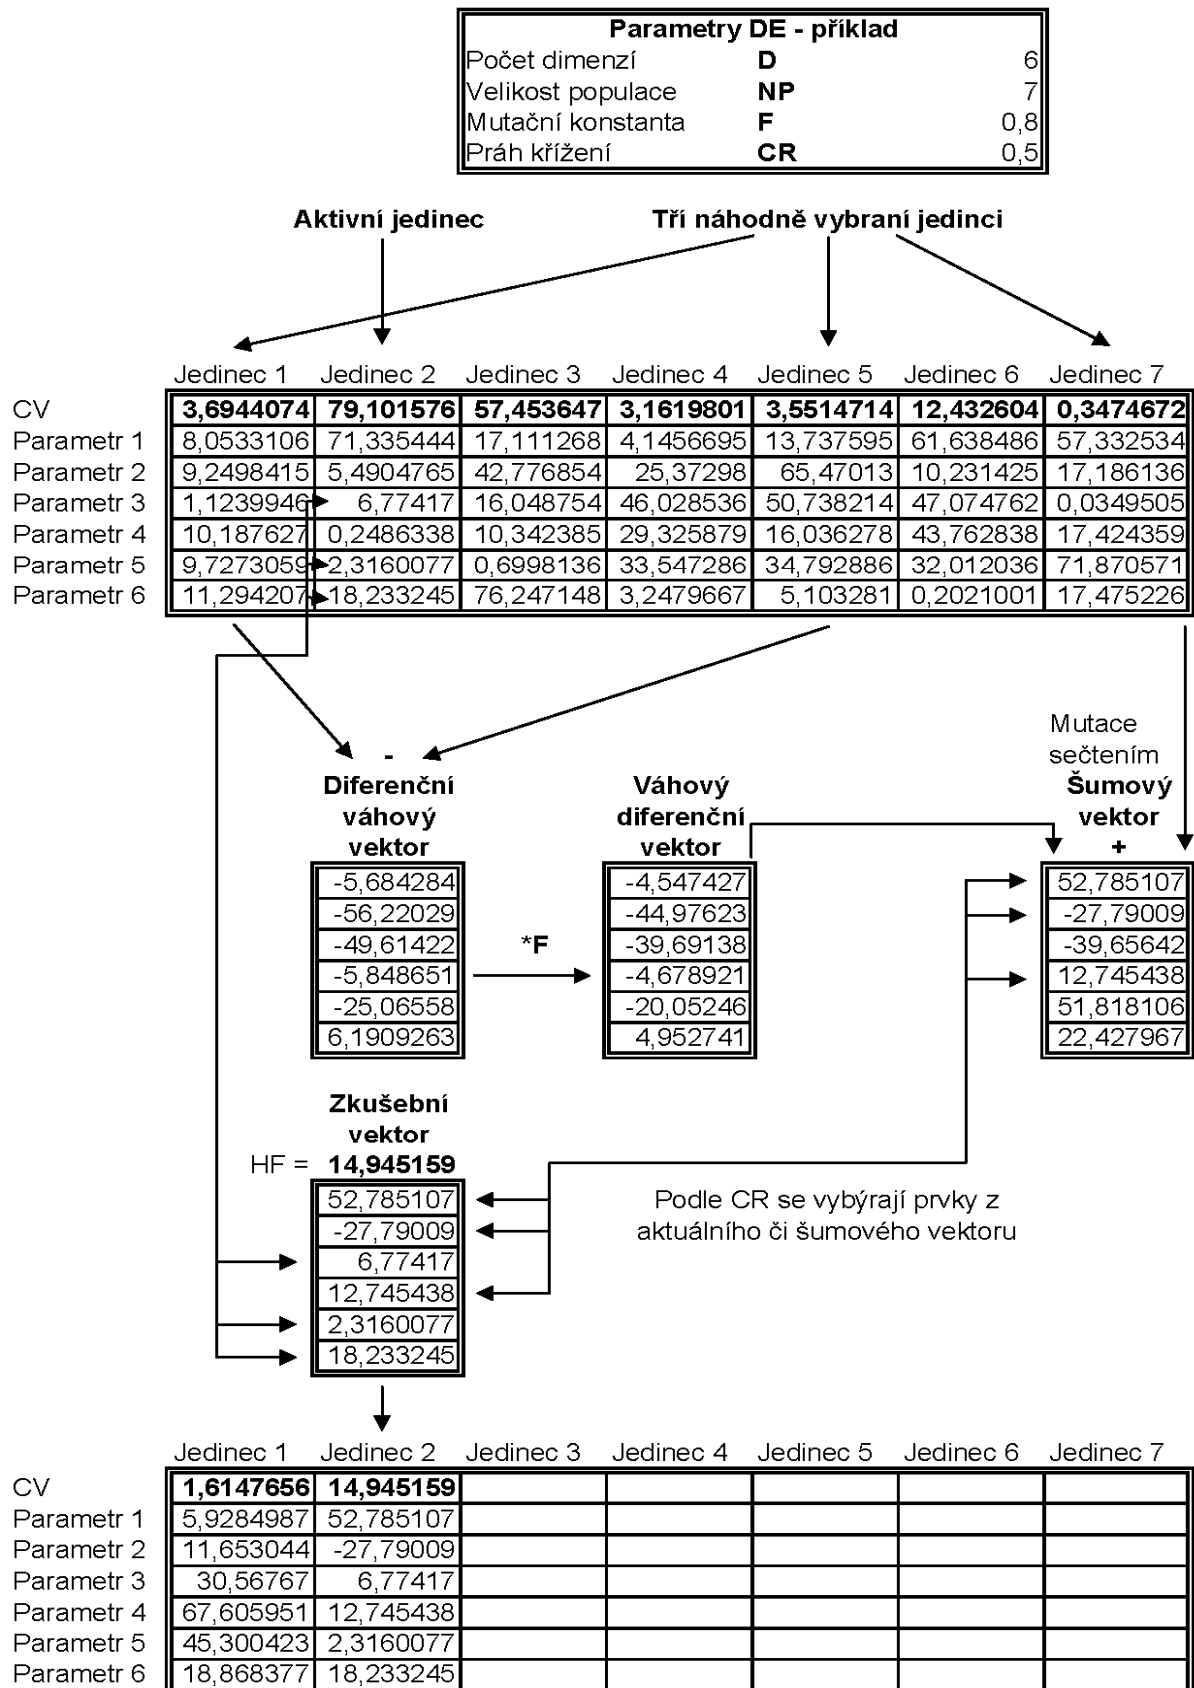 Parametry DE - příklad
Počet dimenzí D 6
Velikost populace NP 7
Mutační konstanta F 0,8
Práh křížení CR 0,5
Aktivní jedinec Tří náhodně vybraní jedinci
Jedinec 1 Jedinec 2 Jedinec 3 Jedinec 4 Jedinec 5 Jedinec 6 Jedinec 7
CV 3,6944074 79,101576 57,453647 3,1619801 3,5514714 12,432604 0,3474672
Parametr 1 8,0533106 71,335444 17,111268 4,1456695 13,737595 61,638486 57,332534
Parametr 2 9,2498415 5,4904765 42,776854 25,37298 65,47013 10,231425 17,186136
Parametr 3 1,1239946 6,77417 16,048754 46,028536 50,738214 47,074762 0,0349505
Parametr 4 10,187627 0,2486338 10,342385 29,325879 16,036278 43,762838 17,424359
Parametr 5 9,7273059 2,3160077 0,6998136 33,547286 34,792886 32,012036 71,870571
Parametr 6 11,294207 18,233245 76,247148 3,2479667 5,103281 0,2021001 17,475226
Mutace
sečtením
-
Diferenční Váhový Šumový
váhový diferenční vektor
vektor vektor +
-5,684284 -4,547427 52,785107
-56,22029 -44,97623 -27,79009
-49,61422 *F -39,69138 -39,65642
-5,848651 -4,678921 12,745438
-25,06558 -20,05246 51,818106
6,1909263 4,952741 22,427967
Zkušební
vektor
HF = 14,945159
52,785107
-27,79009
6,77417
12,745438
2,3160077
18,233245
Podle CR se vybýrají prvky z
aktuálního či šumového vektoru
Jedinec 1 Jedinec 2 Jedinec 3 Jedinec 4 Jedinec 5 Jedinec 6 Jedinec 7
CV 1,6147656 14,945159
Parametr 1 5,9284987 52,785107
Parametr 2 11,653044 -27,79009
Parametr 3 30,56767 6,77417
Parametr 4 67,605951 12,745438
Parametr 5 45,300423 2,3160077
Parametr 6 18,868377 18,233245